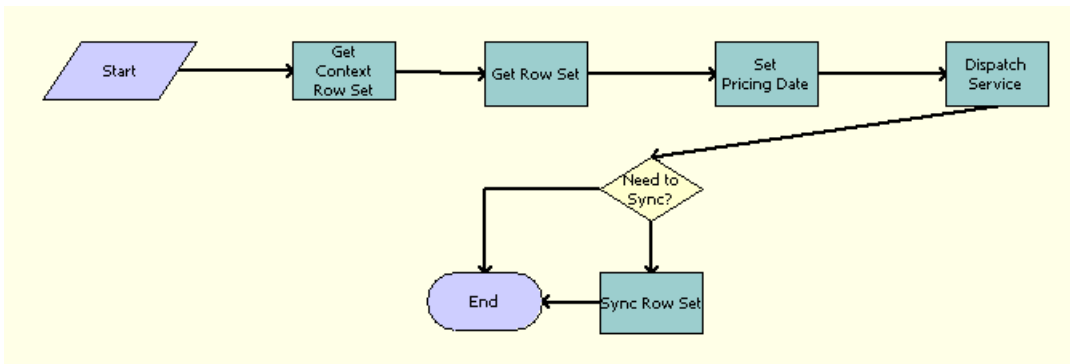 Start
Get
Context
Row Set
Get Row Set
Set
Pricing Date
Dispatch
Service
Need to
Sync?
End
Sync Row Set